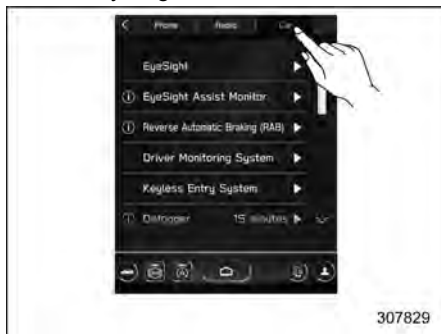 Phone Radio Car
EyeSight
EyeSight Assist Monitor
Reverse Automatic Braking (RAB)
Driver Monitoring System
Keyless Entry System
Defogger 15 minutes
307829